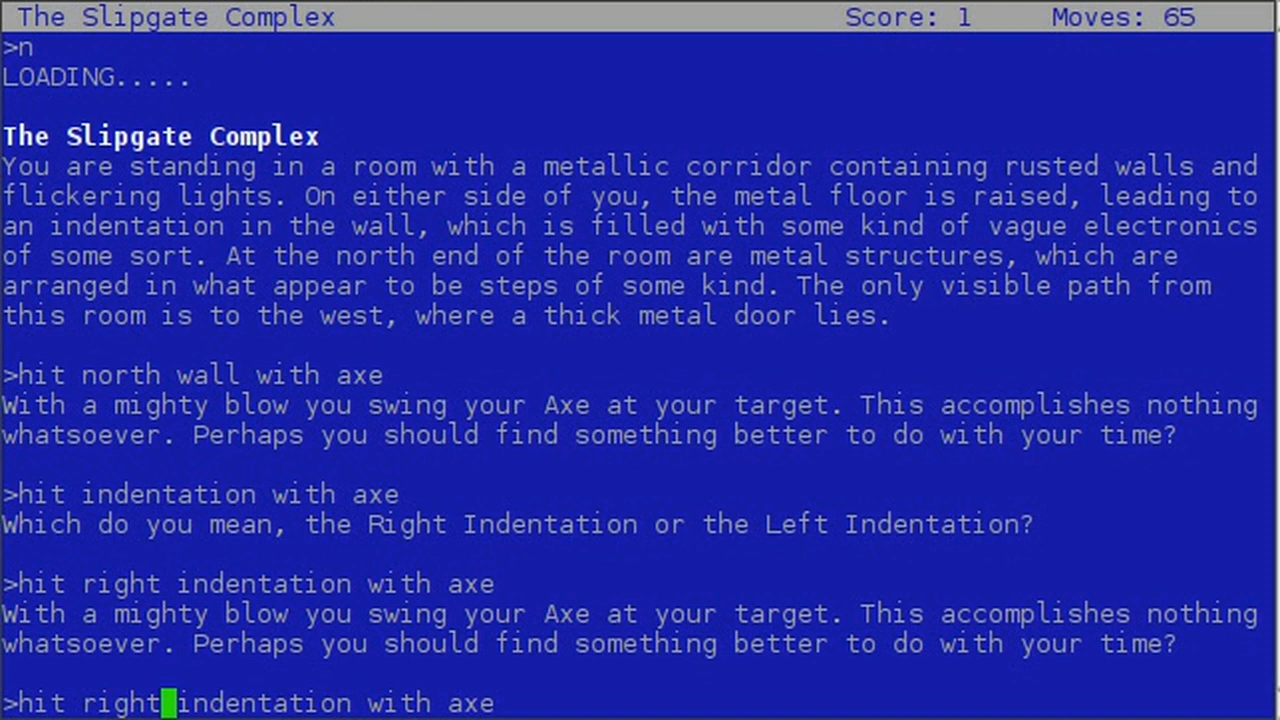 The Slipgate Complex Score: 1 Moves: 65
>n
LOADING.....
The Slipgate Complex
You are standing in a room with a metallic corridor containing rusted walls and
flickering lights. On either side of you, the metal floor is raised, leading to
an indentation in the wall, which is filled with some kind of vague electronics
of some sort. At the north end of the room are metal structures, which are
arranged in what appear to be steps of some kind. The only visible path from
this room is to the west, where a thick metal door lies.
>hit north wall with axe
With a mighty blow you swing your Axe at your target. This accomplishes nothing
whatsoever. Perhaps you should find something better to do with your time?
>hit indentation with axe
Which do you mean, the Right Indentation or the Left Indentation?
>hit right indentation with axe
With a mighty blow you swing your Axe at your target. This accomplishes nothing
whatsoever. Perhaps you should find something better to do with your time?
>hit right indentation with axe